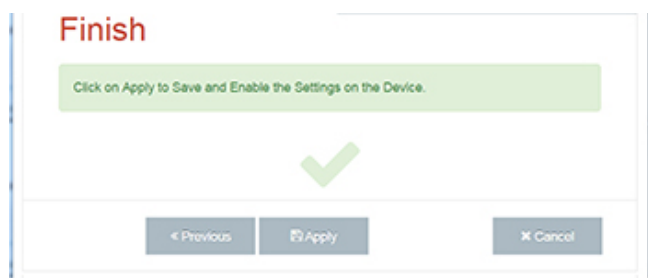 Finish
Click on Apply to Save and Enable the Settings on the Device.
« Previous
Apply
✖ Cancel